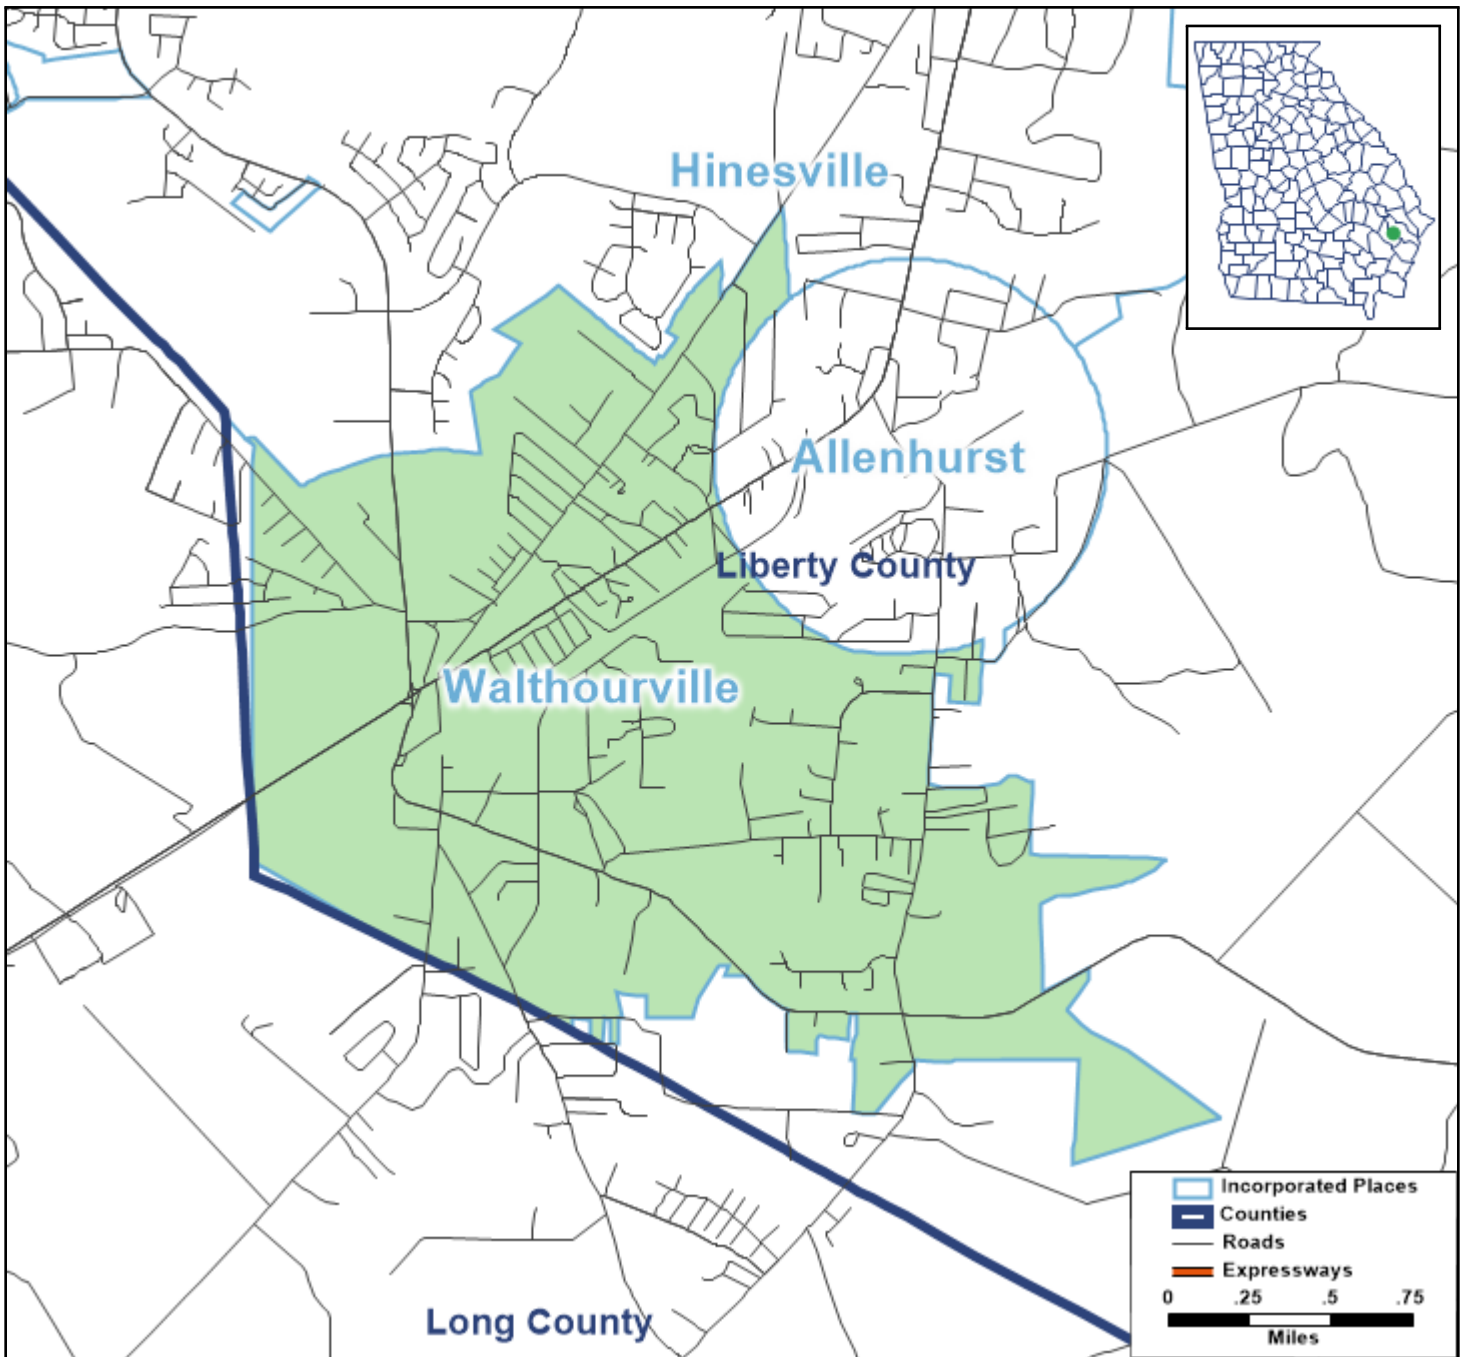 Hinesville
Allenhurst
Liberty County
Walthourville
Long County
Incorporated Places
Counties
Roads
Expressways
0 .25 .5 .75
Miles